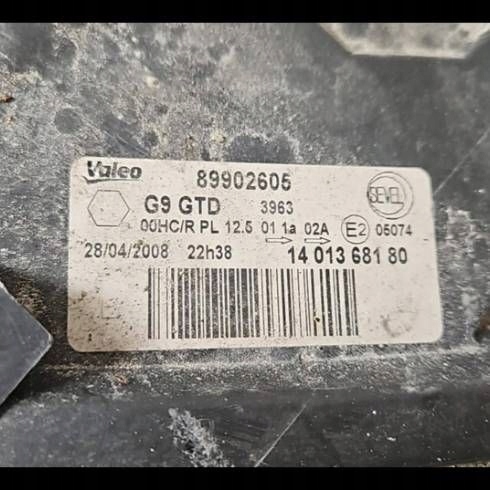 Valeo 89902605 SEVEL
G9 GTD 3963
00HC/R PL 12.5 01 1a 02A E2 05074
28/04/2008 22h38 14 013 681 80